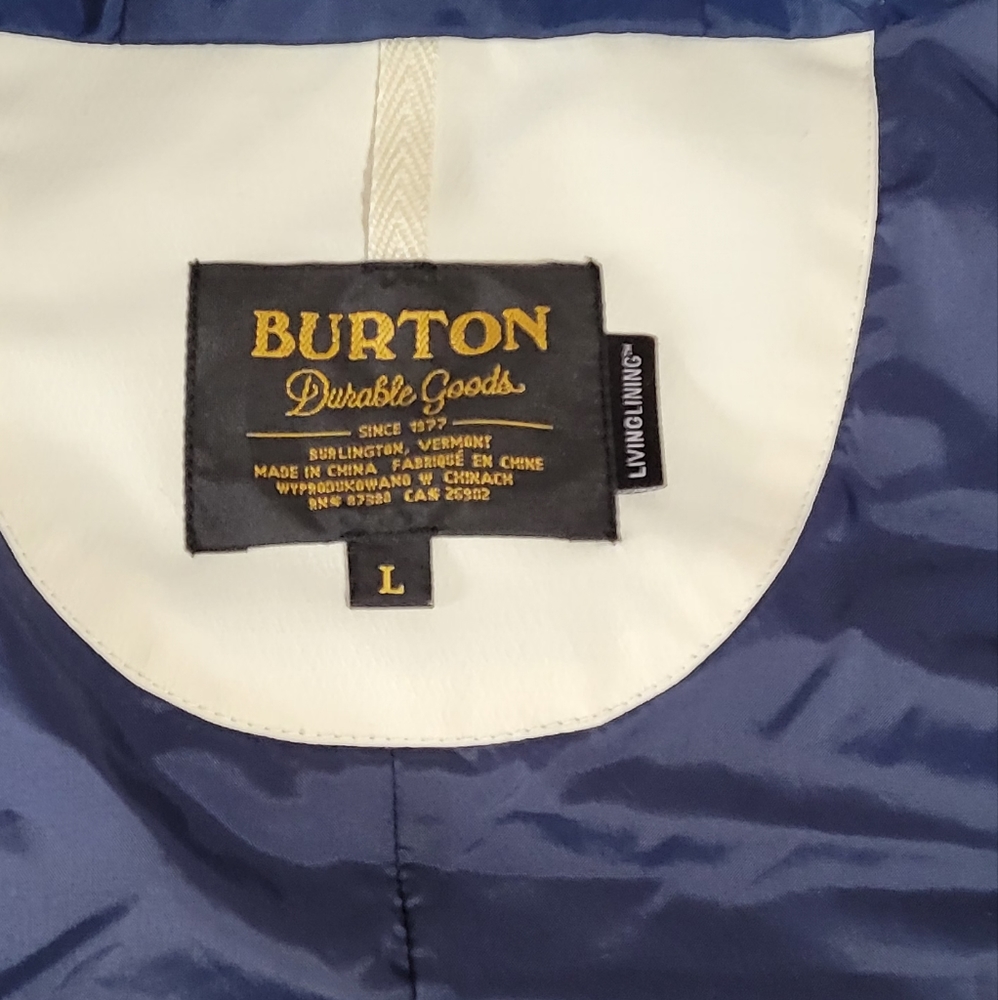 BURTON
Durable Goods
SINCE 1977
BURLINGTON, VERMONT
MADE IN CHINA FABRIQUÉ EN CHINE
WYPRODUKOWANO W CHINACH
RN# 87380 CA# 26902
L
LIVINGLINING™